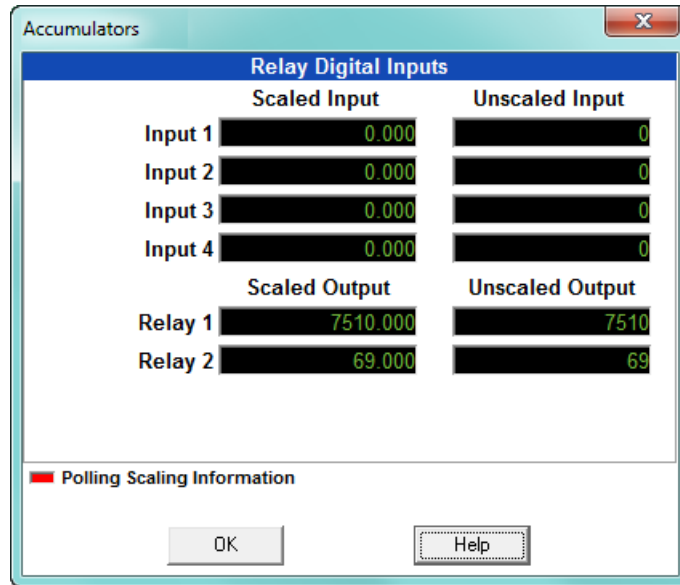 Accumulators
Relay Digital Inputs
Scaled Input Unscaled Input
Input 1 0.000 0
Input 2 0.000 0
Input 3 0.000 0
Input 4 0.000 0
Scaled Output Unscaled Output
Relay 1 7510.000 7510
Relay 2 69.000 69
Polling Scaling Information
OK Help